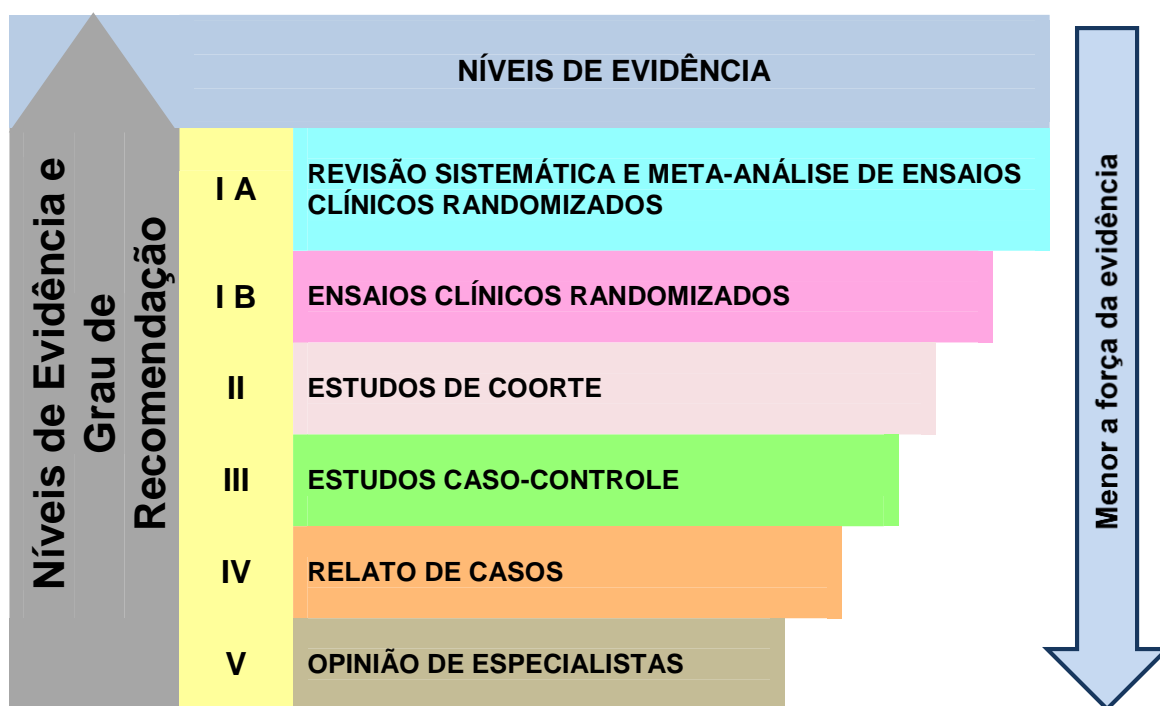 NÍVEIS DE EVIDÊNCIA
Níveis de Evidência e
Grau de
Recomendação
I A
REVISÃO SISTEMÁTICA E META-ANÁLISE DE ENSAIOS
CLÍNICOS RANDOMIZADOS
I B
ENSAIOS CLÍNICOS RANDOMIZADOS
II
ESTUDOS DE COORTE
III
ESTUDOS CASO-CONTROLE
IV
RELATO DE CASOS
V
OPINIÃO DE ESPECIALISTAS
Menor a força da evidência